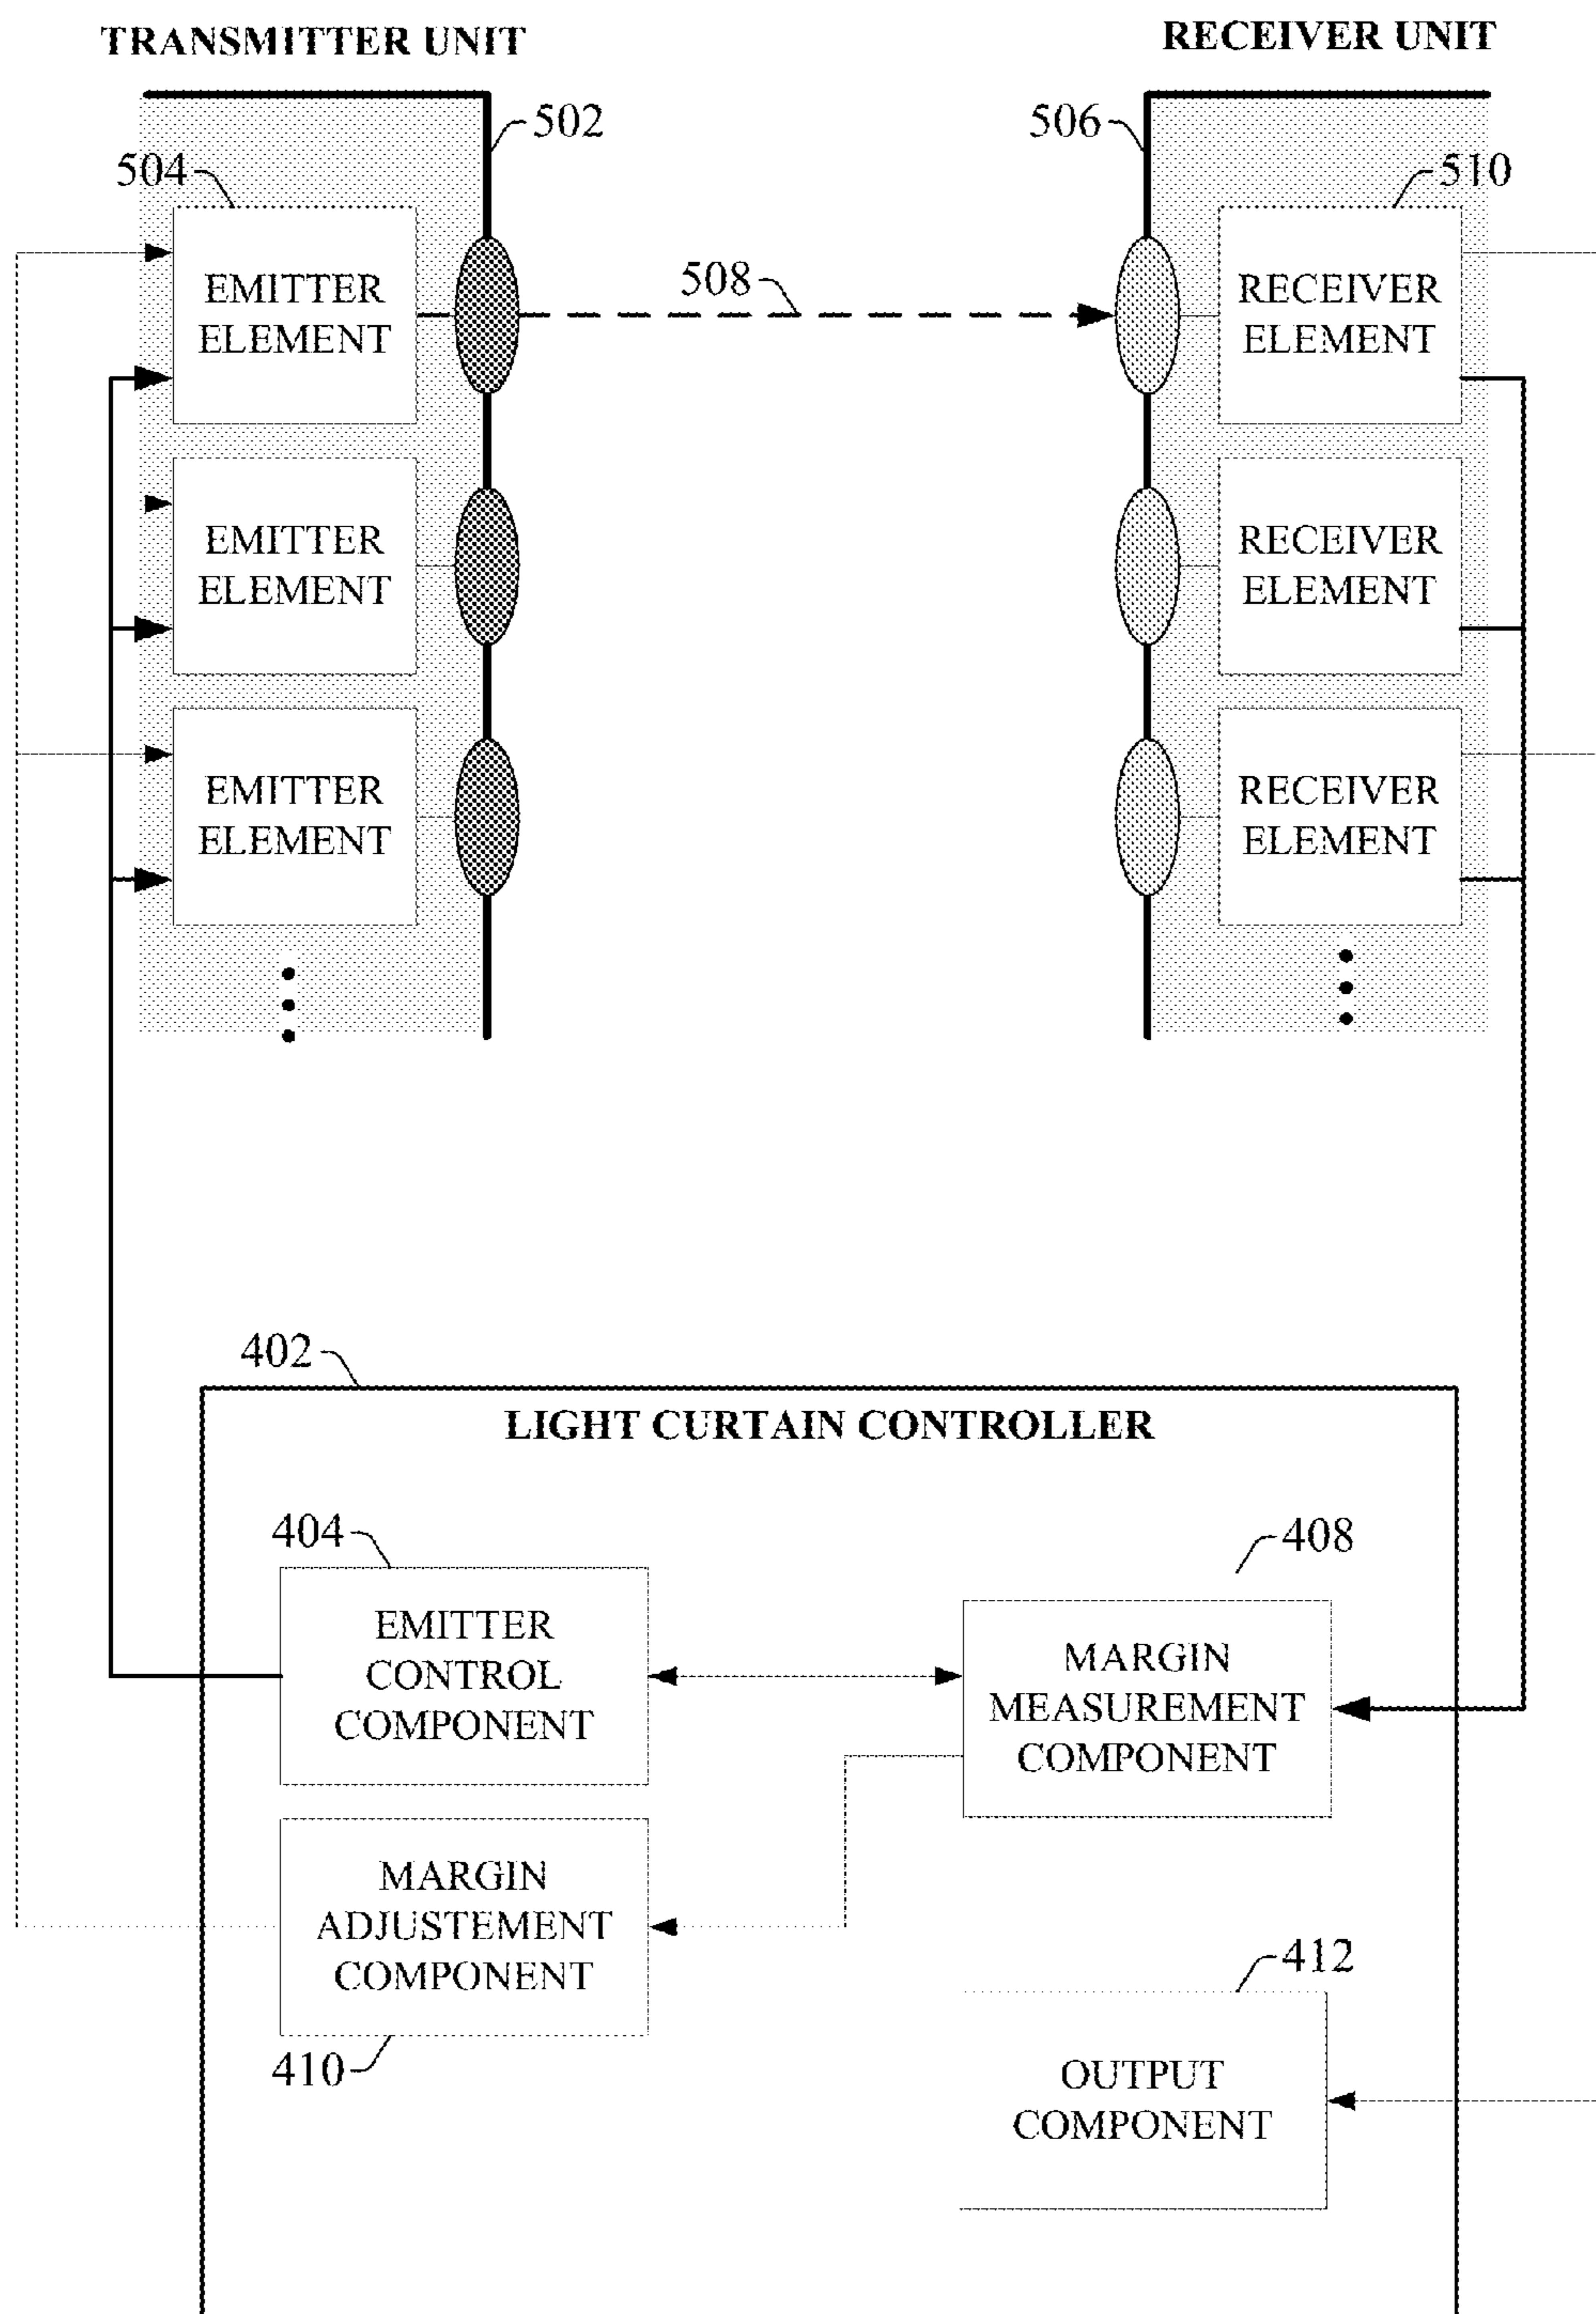 TRANSMITTER UNIT
RECEIVER UNIT
502
506
504
510
508
EMITTER
ELEMENT
RECEIVER
ELEMENT
EMITTER
ELEMENT
RECEIVER
ELEMENT
EMITTER
ELEMENT
RECEIVER
ELEMENT
402
LIGHT CURTAIN CONTROLLER
404
408
EMITTER
CONTROL
COMPONENT
MARGIN
MEASUREMENT
COMPONENT
MARGIN
ADJUSTEMENT
COMPONENT
410
412
OUTPUT
COMPONENT